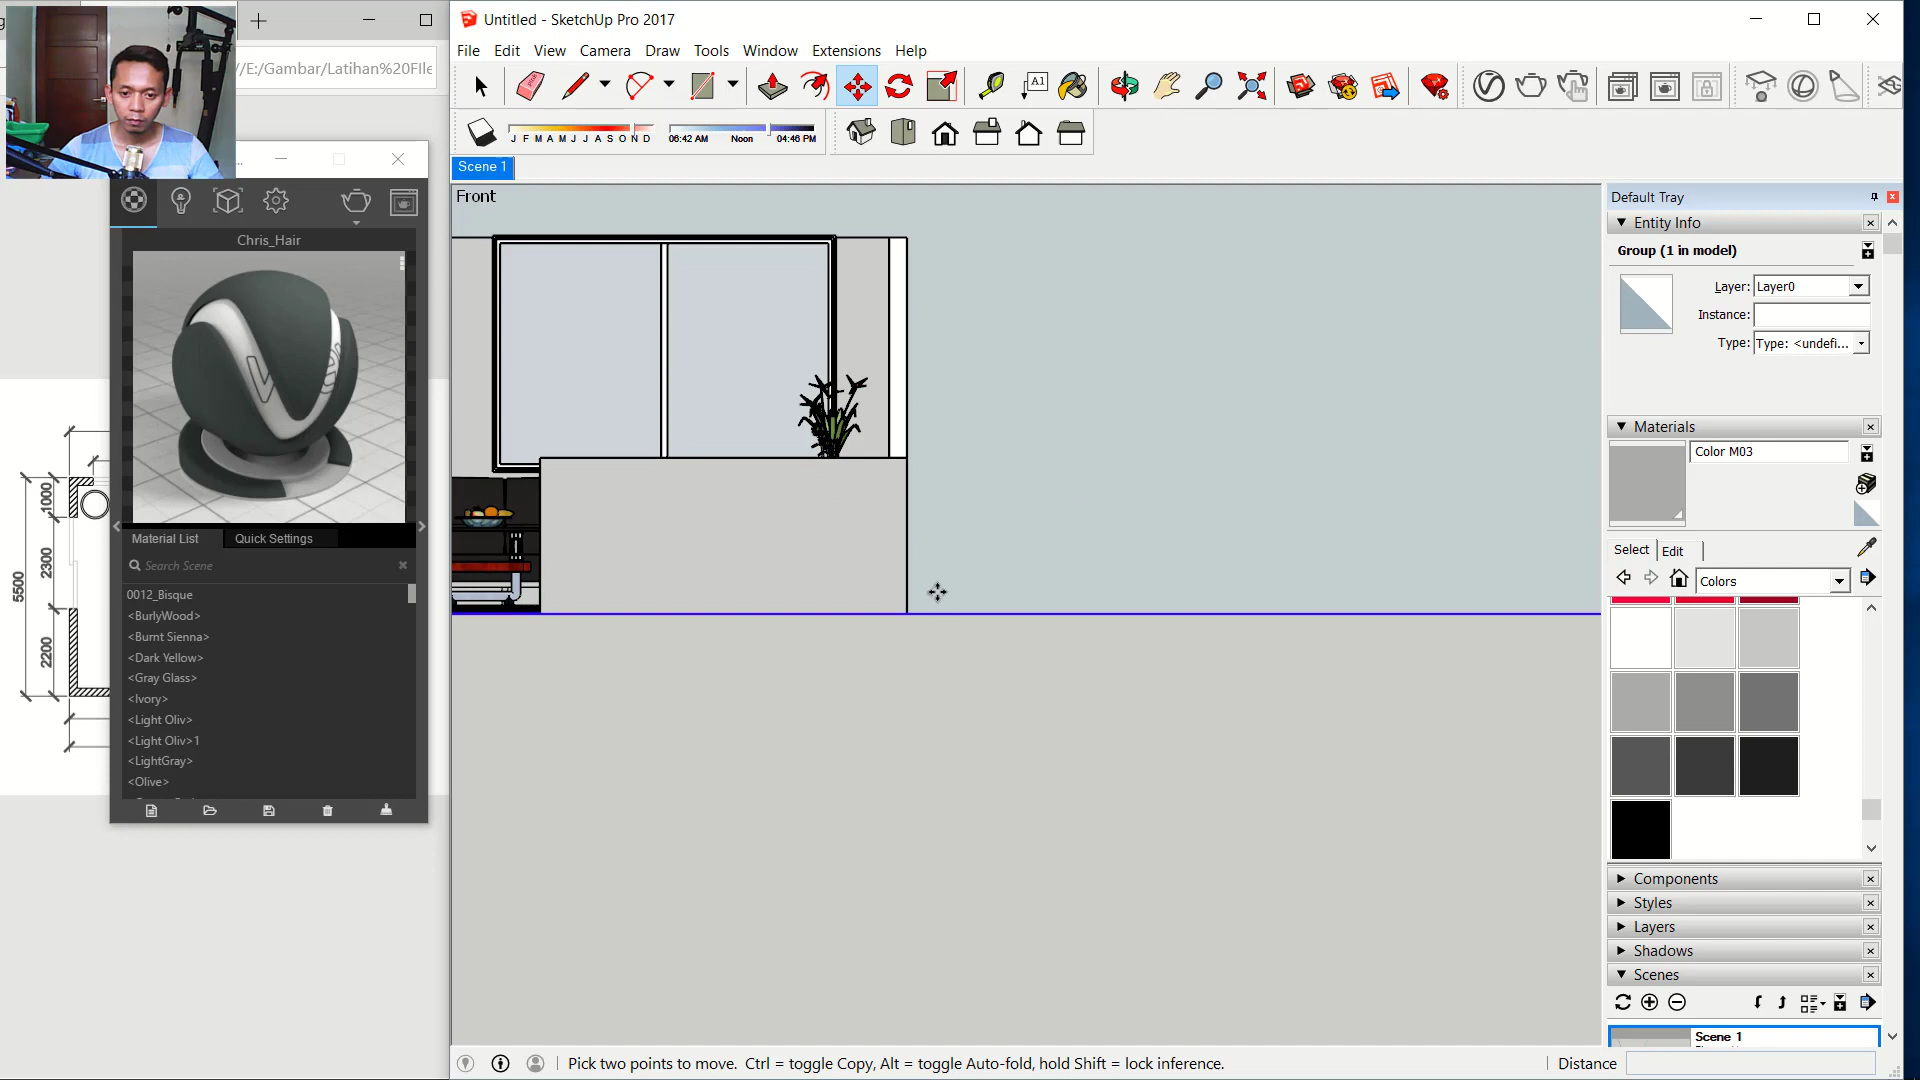 Untitled - SketchUp Pro 2017
//E:/Gambar/Latihan%20FIle
File Edit View Camera Draw Tools Window Extensions Help
A1
J F M A M J J A S O N D
06:42 AM Noon 04:46 PM
Scene 1
Front
Chris_Hair
Material List
Quick Settings
Search Scene
0012_Bisque
<BurlyWood>
<Burnt Sienna>
<Dark Yellow>
<Gray Glass>
<Ivory>
<Light Oliv>
<Light Oliv>1
<LightGray>
<Olive>
1000
2300
5500
2200
Default Tray
Entity Info
Group (1 in model)
Layer: Layer0
Instance:
Type: Type: <undefi...
Materials
Color M03
Select Edit
Colors
Components
Styles
Layers
Shadows
Scenes
Scene 1
Pick two points to move. Ctrl = toggle Copy, Alt = toggle Auto-fold, hold Shift = lock inference.
Distance